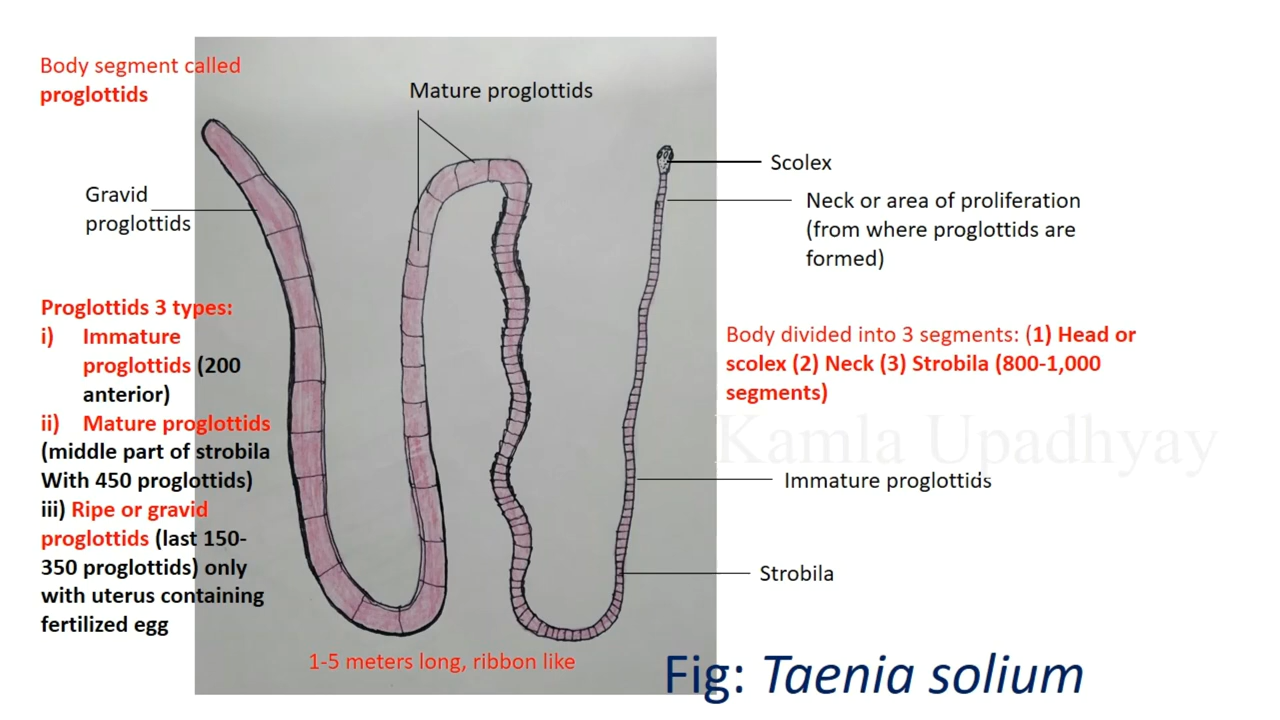 Body segment called
proglottids
Mature proglottids
Gravid
proglottids
Scolex
Neck or area of proliferation
(from where proglottids are
formed)
Proglottids 3 types:
i) Immature
proglottids (200
anterior)
ii) Mature proglottids
(middle part of strobila
With 450 proglottids)
iii) Ripe or gravid
proglottids (last 150-
350 proglottids) only
with uterus containing
fertilized egg
Body divided into 3 segments: (1) Head or
scolex (2) Neck (3) Strobila (800-1,000
segments)
Kamla Upadhyay
Immature proglottids
Strobila
1-5 meters long, ribbon like
Fig: Taenia solium